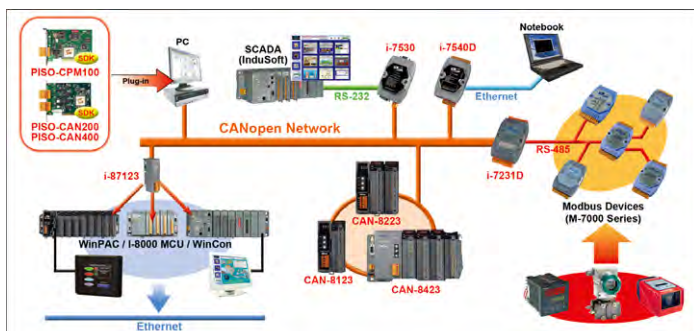 SDK
PISO-CPM100
SDK
PISO-CAN200
PISO-CAN400
Plug-in
PC
SCADA
(InduSoft)
RS-232
i-7530
i-7540D
Ethernet
Notebook
CANopen Network
i-7231D
RS-485
Modbus Devices
(M-7000 Series)
i-87123
WinPAC / I-8000 MCU / WinCon
Ethernet
CAN-8223
CAN-8123
CAN-8423